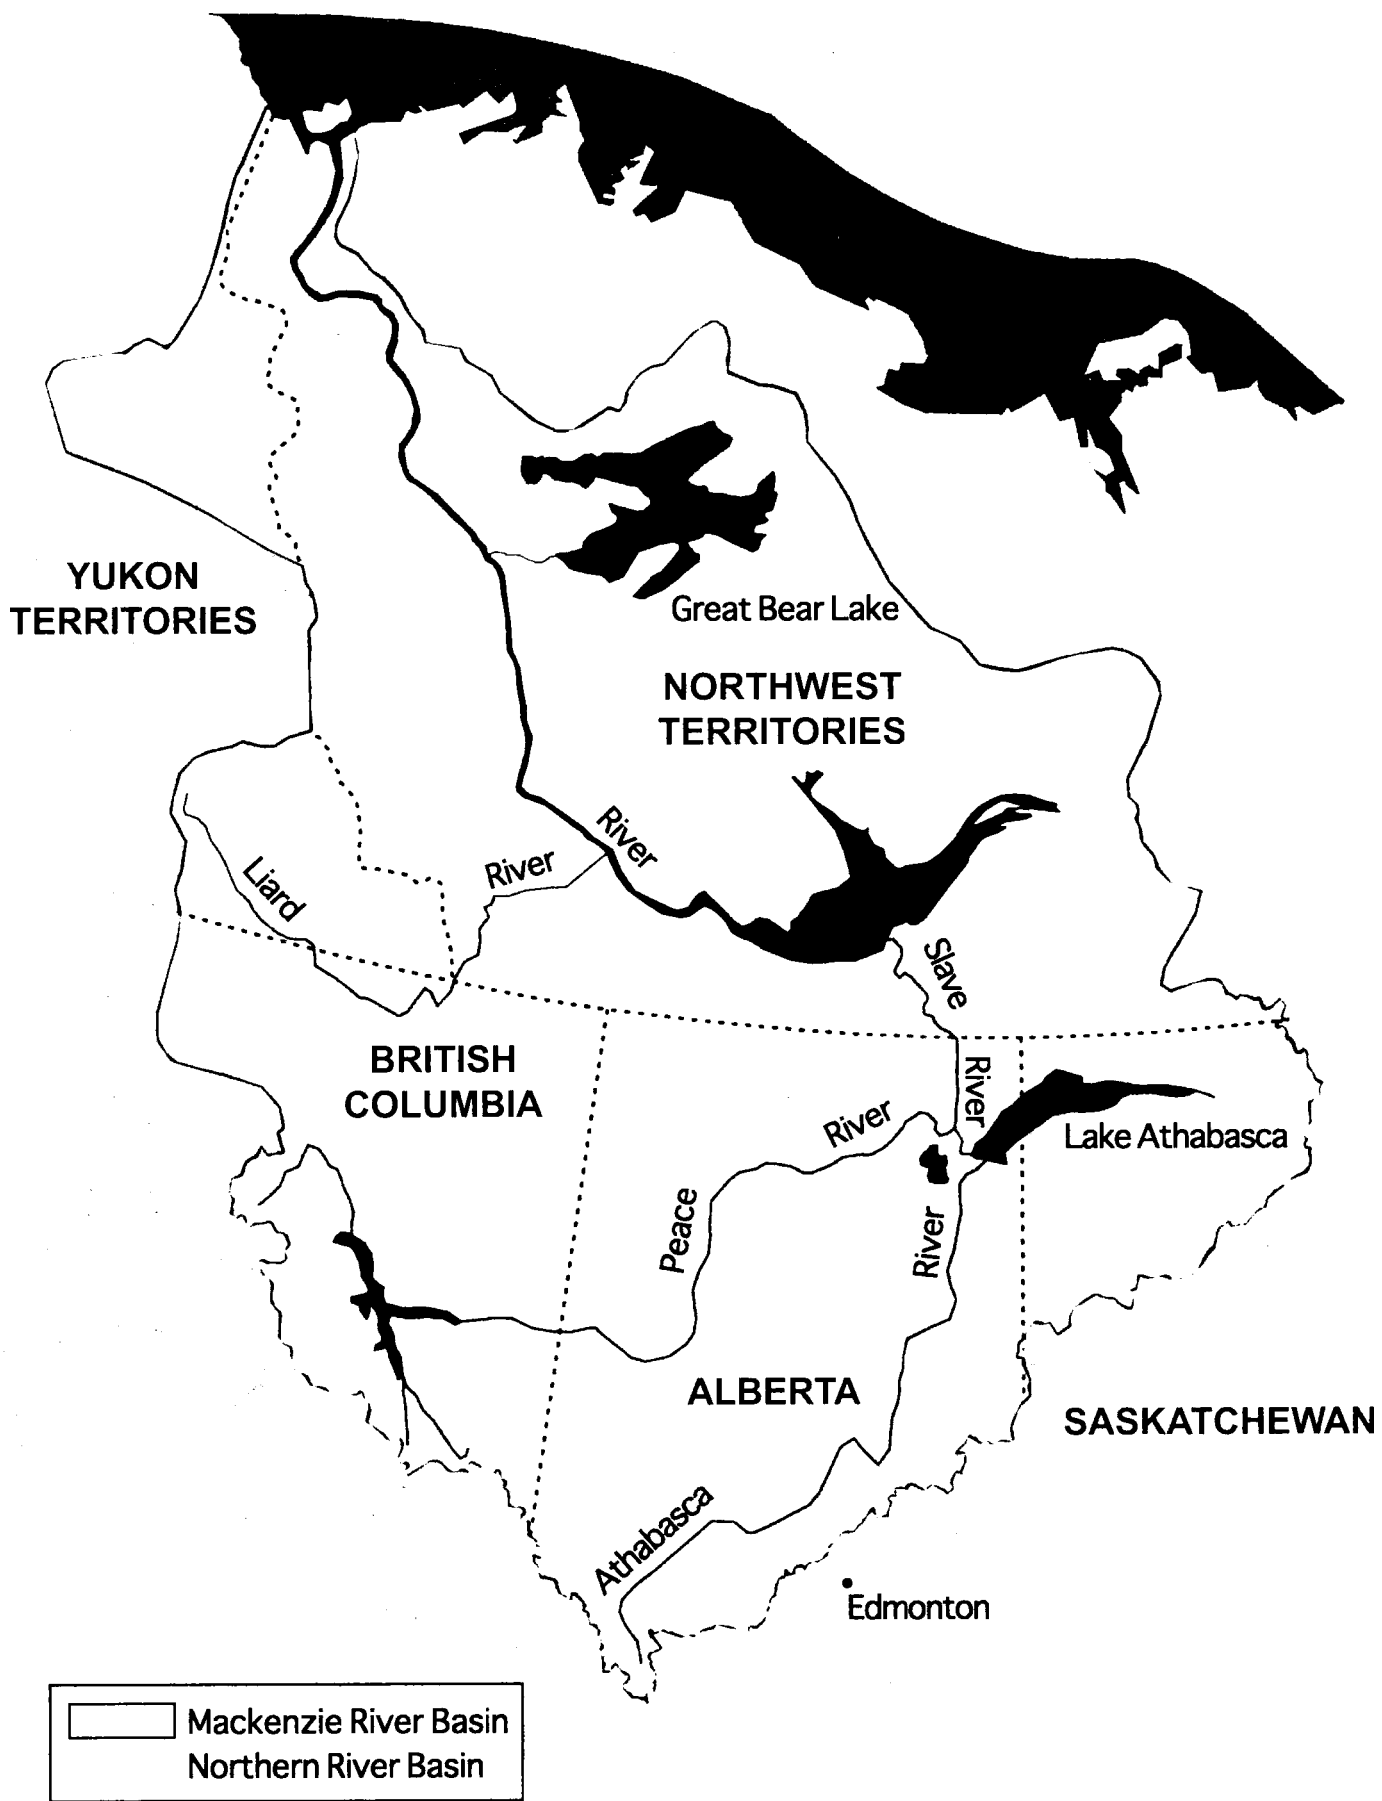 YUKON
TERRITORIES
Great Bear Lake
NORTHWEST
TERRITORIES
River
River
Liard
Slave
BRITISH
COLUMBIA
River
River
Lake Athabasca
Peace
River
ALBERTA
SASKATCHEWAN
Athabasca
Edmonton
Mackenzie River Basin
Northern River Basin